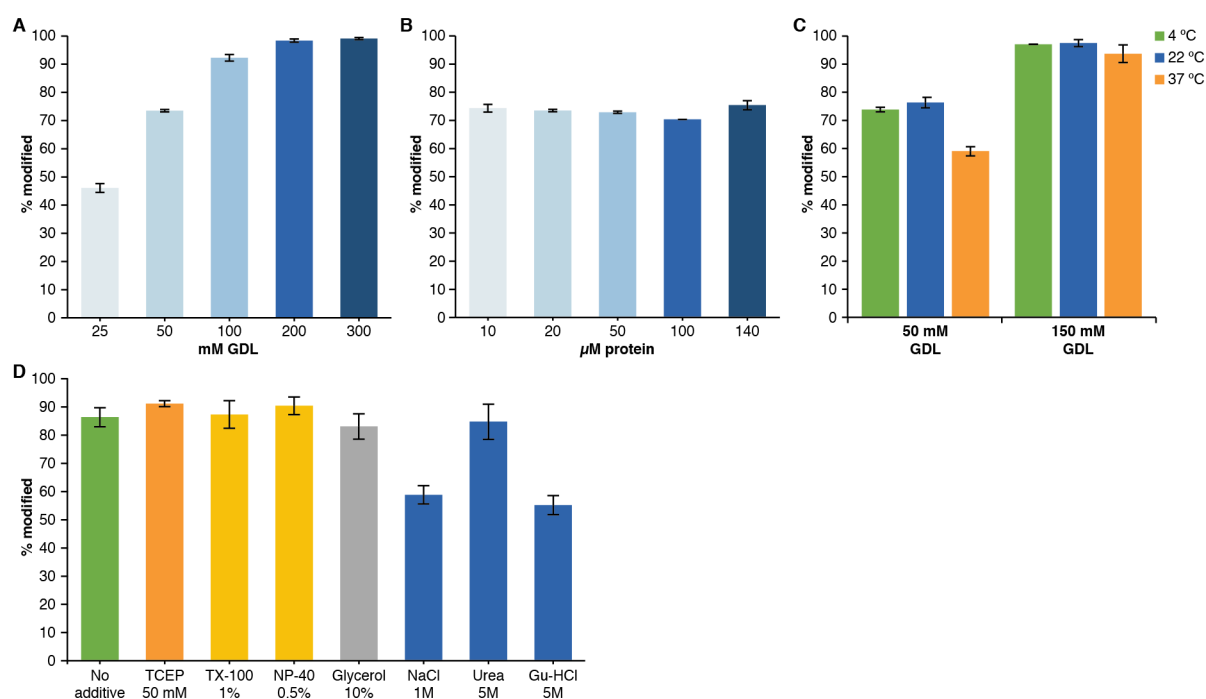 A
% modified
100
90
80
70
60
50
40
30
20
10
0
25 50 100 200 300
mM GDL
B
% modified
100
90
80
70
60
50
40
30
20
10
0
10 20 50 100 140
µM protein
C
% modified
100
90
80
70
60
50
40
30
20
10
0
4 ºC
22 ºC
37 ºC
50 mM 150 mM
GDL GDL
D
% modified
100
90
80
70
60
50
40
30
20
10
0
No TCEP TX-100 NP-40 Glycerol NaCl Urea Gu-HCl
additive 50 mM 1% 0.5% 10% 1M 5M 5M